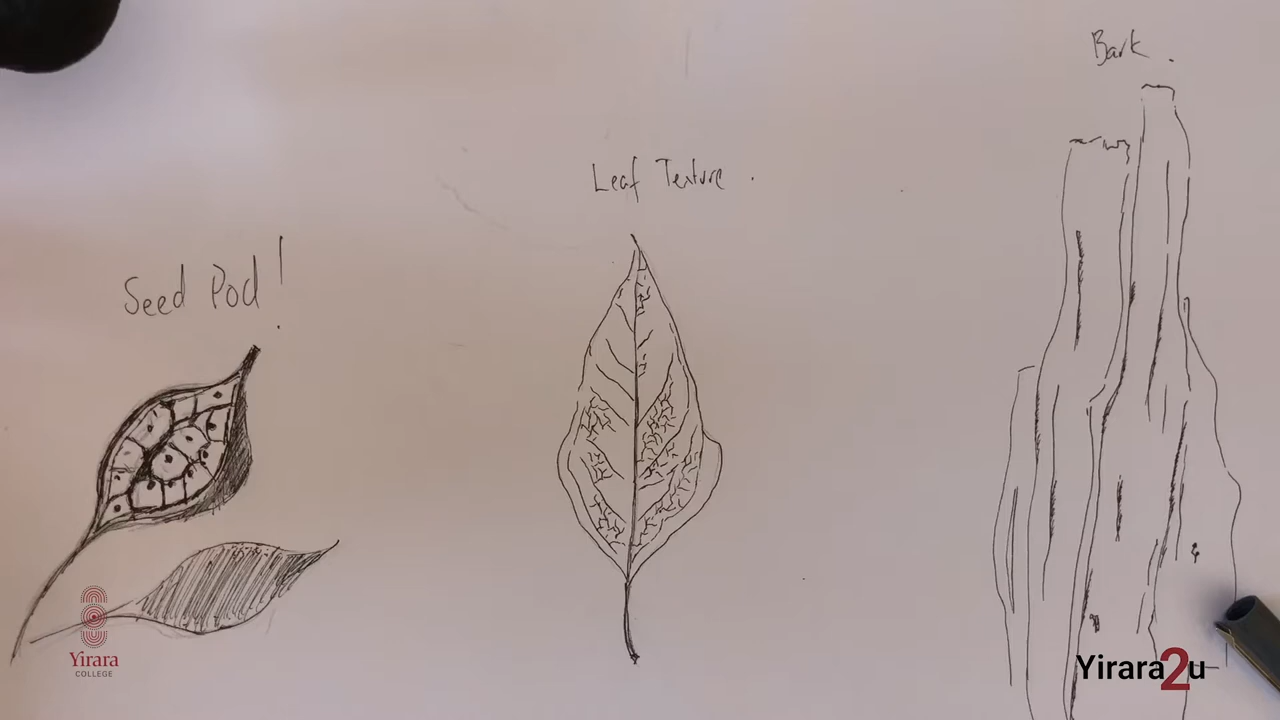 Bark.
Leaf Texture.
Seed Pod!
Yirara
COLLEGE
Yirara2u